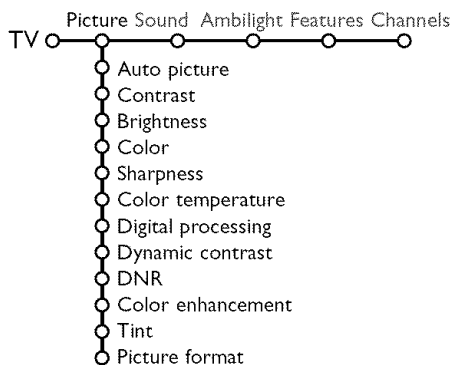 Picture Sound Ambilight Features Channels
TV
Auto picture
Contrast
Brightness
Color
Sharpness
Color temperature
Digital processing
Dynamic contrast
DNR
Color enhancement
Tint
Picture format